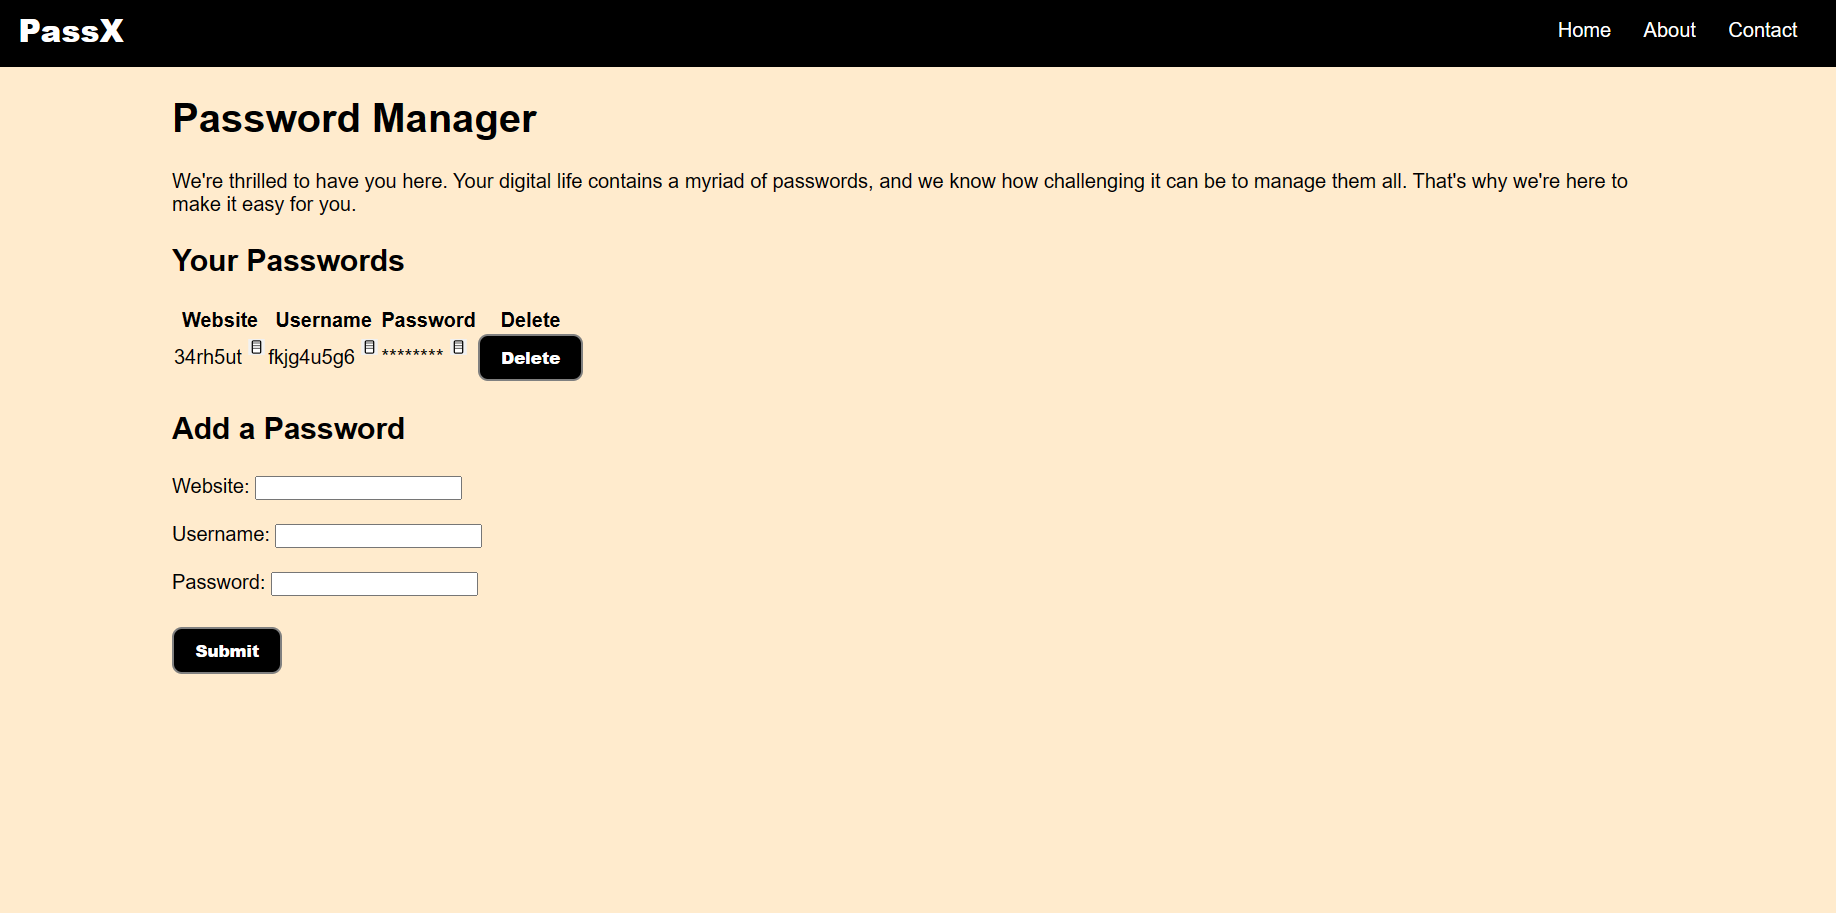 PassX Home About Contact
Password Manager
We're thrilled to have you here. Your digital life contains a myriad of passwords, and we know how challenging it can be to manage them all. That's why we're here to
make it easy for you.
Your Passwords
Website Username Password Delete
34rh5ut fkjg4u5g6 ******** Delete
Add a Password
Website:
Username:
Password:
Submit